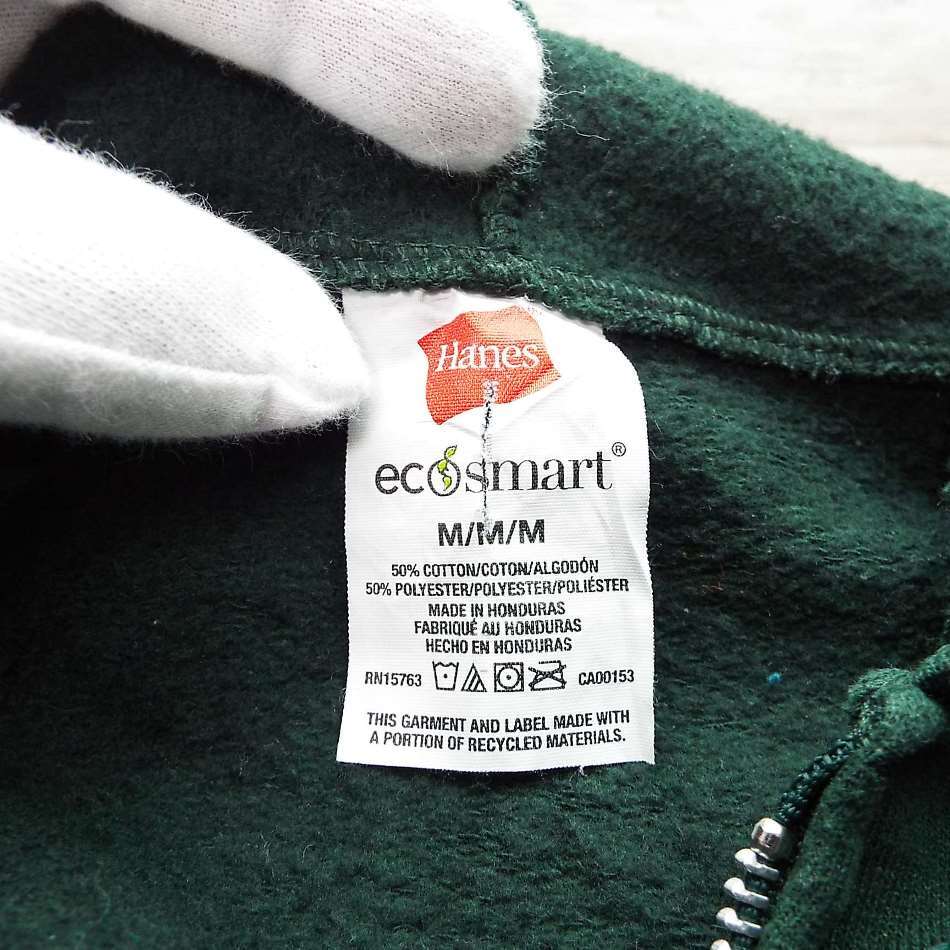 Hanes
ecosmart®
M/M/M
50% COTTON/COTON/ALGODÓN
50% POLYESTER/POLYESTER/POLIÉSTER
MADE IN HONDURAS
FABRIQUÉ AU HONDURAS
HECHO EN HONDURAS
RN15763 CA00153
THIS GARMENT AND LABEL MADE WITH
A PORTION OF RECYCLED MATERIALS.